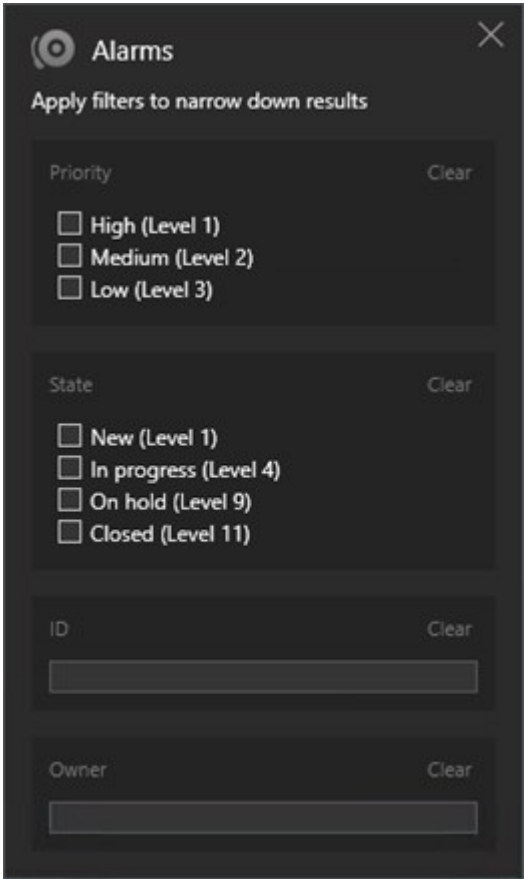 Alarms
Apply filters to narrow down results
Priority Clear
High (Level 1)
Medium (Level 2)
Low (Level 3)
State Clear
New (Level 1)
In progress (Level 4)
On hold (Level 9)
Closed (Level 11)
ID Clear
Owner Clear